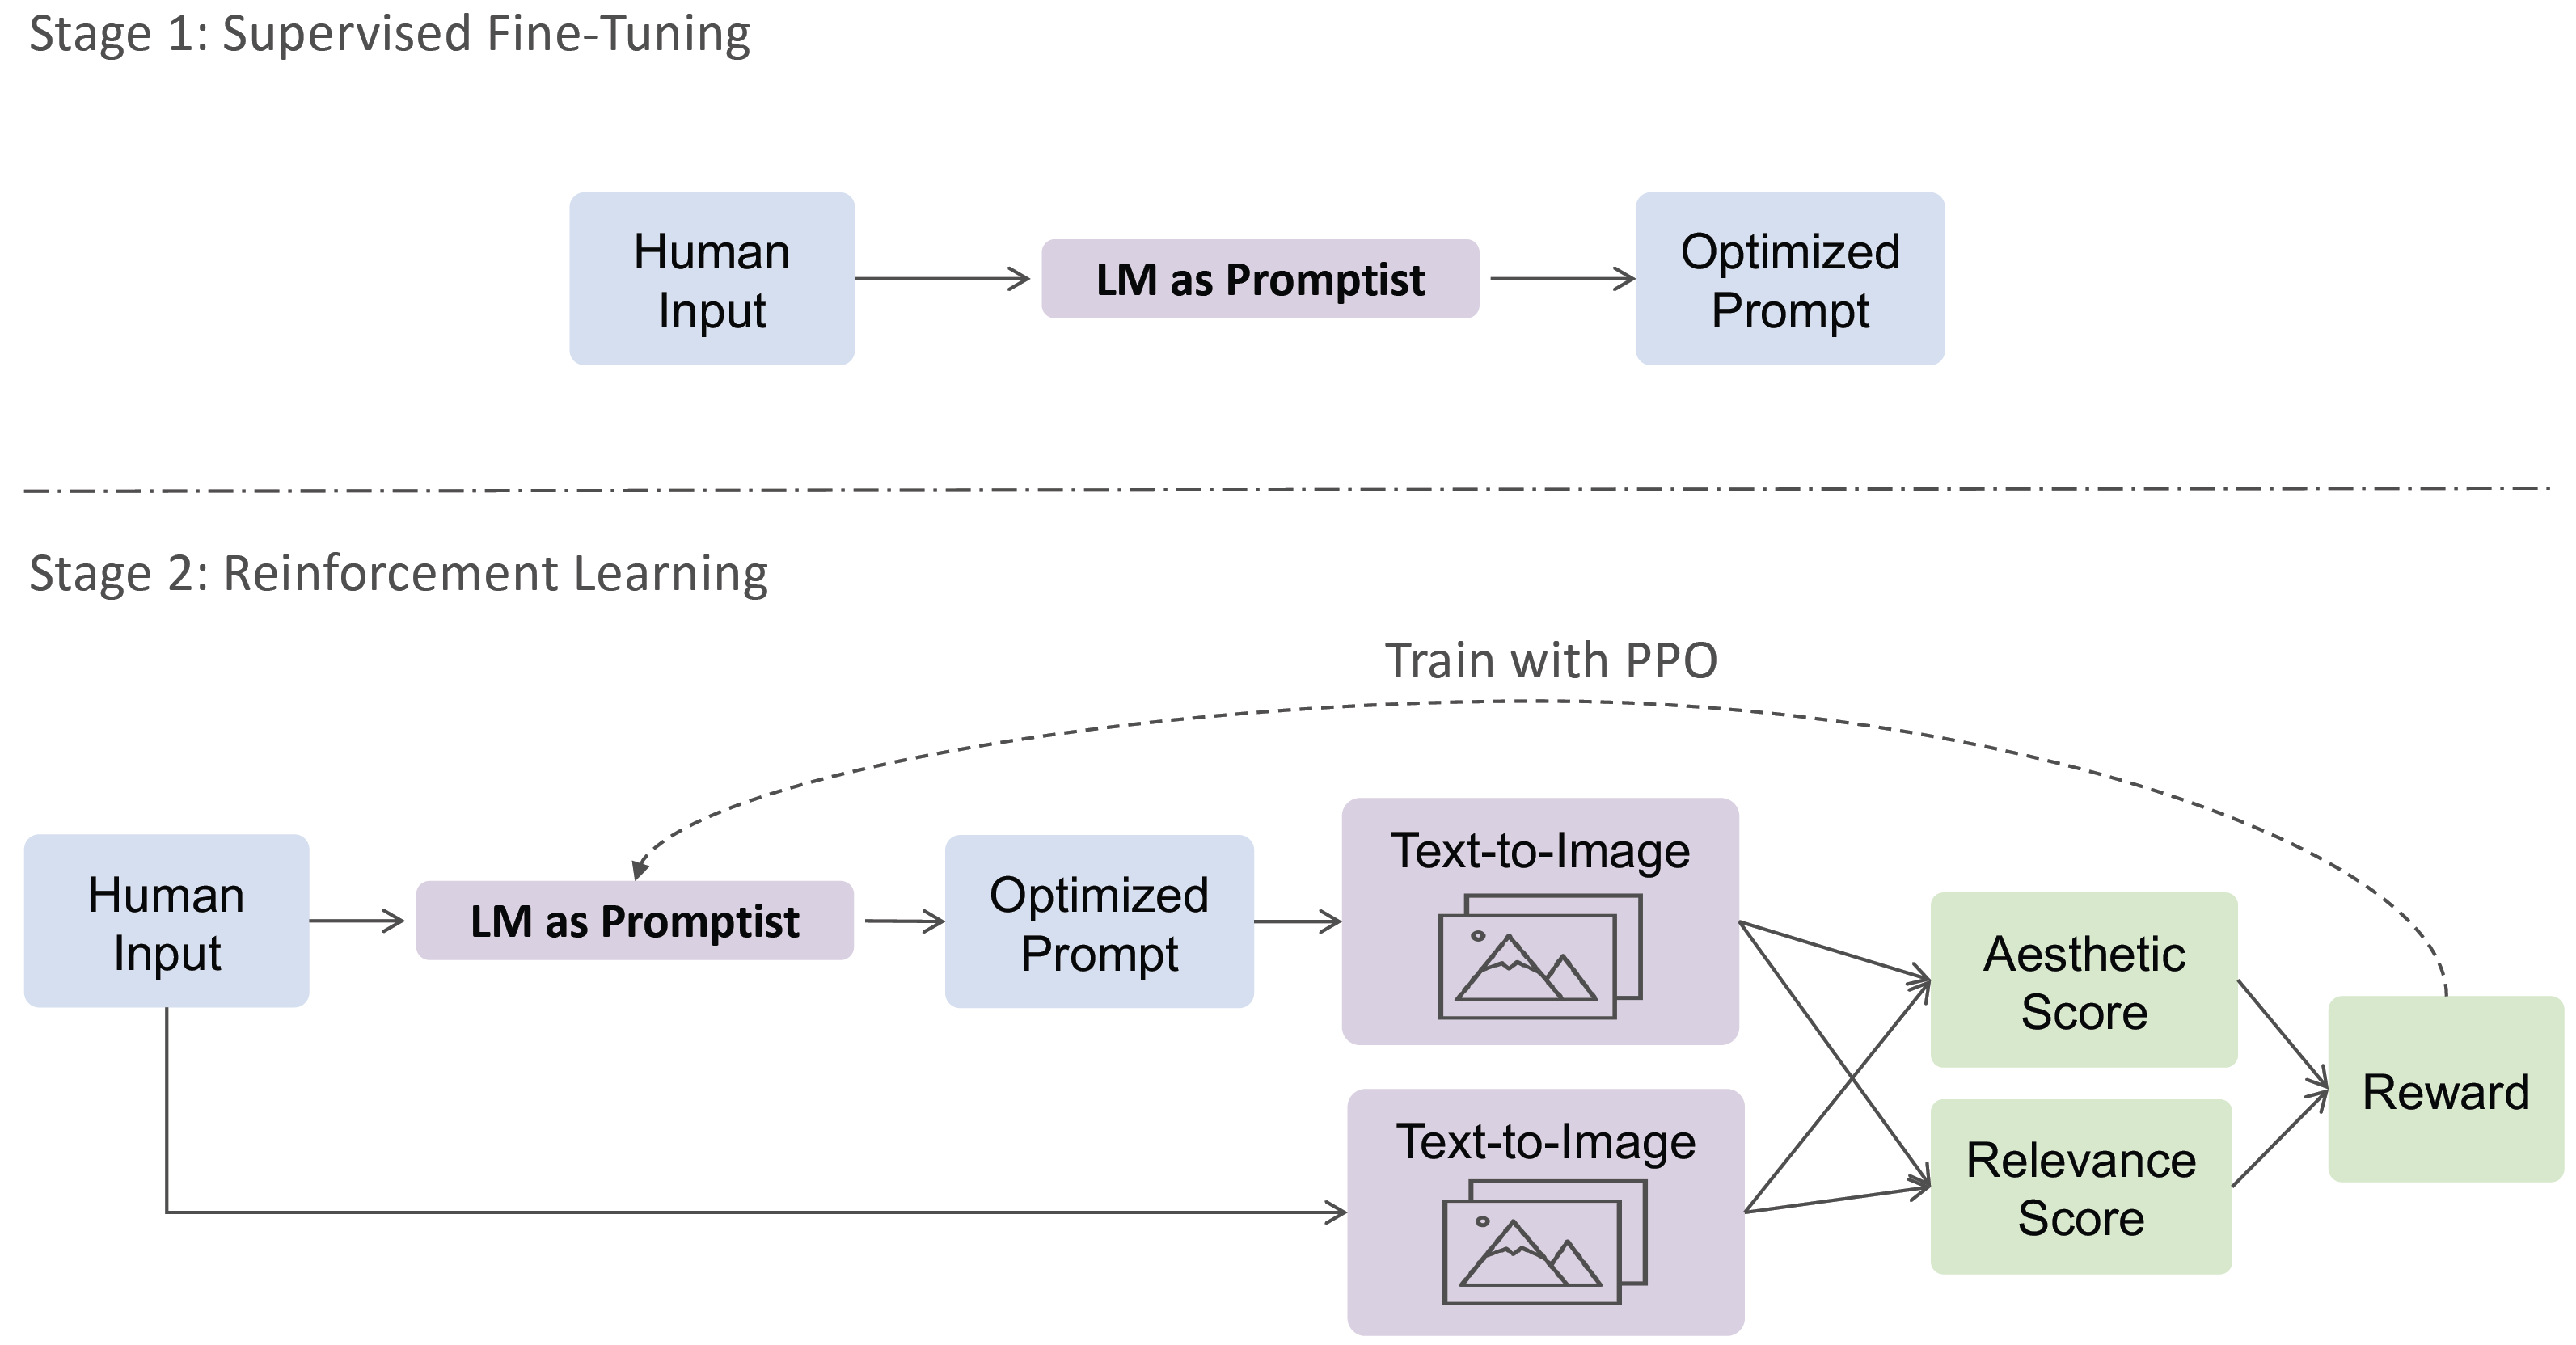 Stage 1: Supervised Fine-Tuning
Human
Input
LM as Promptist
Optimized
Prompt
Stage 2: Reinforcement Learning
Train with PPO
Human
Input
LM as Promptist
Optimized
Prompt
Text-to-Image
Text-to-Image
Aesthetic
Score
Relevance
Score
Reward